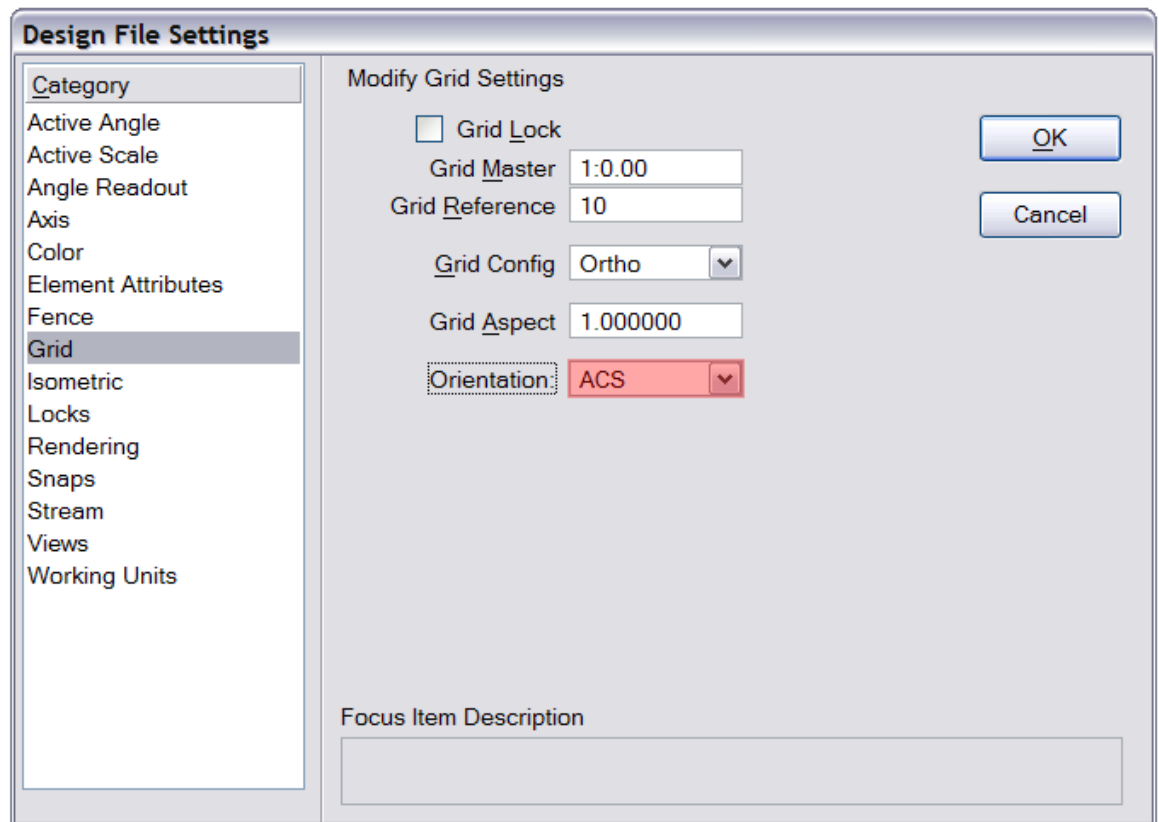 Design File Settings
Category
Active Angle
Active Scale
Angle Readout
Axis
Color
Element Attributes
Fence
Grid
Isometric
Locks
Rendering
Snaps
Stream
Views
Working Units
Modify Grid Settings
Grid Lock
Grid Master 1:0.00
Grid Reference 10
Grid Config Ortho
Grid Aspect 1.000000
Orientation: ACS
OK
Cancel
Focus Item Description